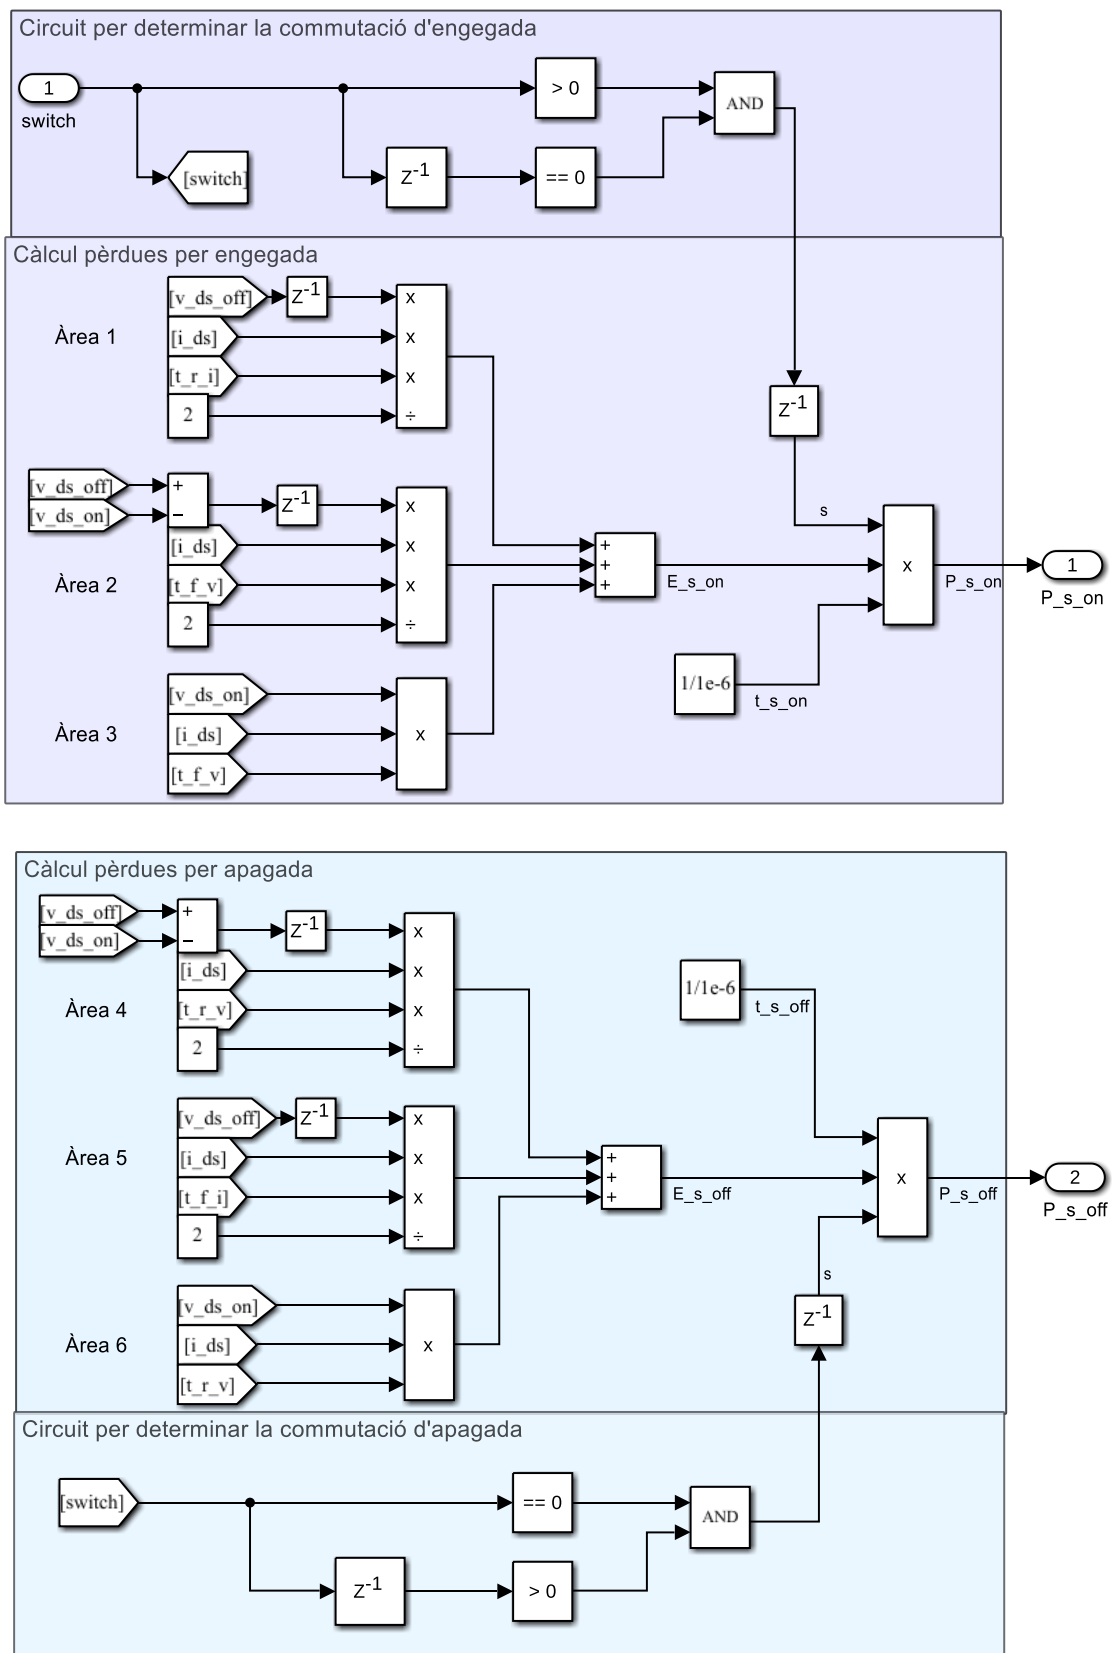 Circuit per determinar la commutació d'engegada
1
switch
> 0
AND
[switch]
Z-1
== 0
Càlcul pèrdues per engegada
[v_ds_off]
Z-1
x
Àrea 1
[i_ds]
x
[t_r_i]
x
2
÷
Z-1
[v_ds_off]
+
[v_ds_on]
−
Z-1
x
[i_ds]
x
Àrea 2
[t_f_v]
x
2
÷
+
+
+
E_s_on
s
x
P_s_on
1
P_s_on
[v_ds_on]
1/1e-6
t_s_on
Àrea 3
[i_ds]
x
[t_f_v]
Càlcul pèrdues per apagada
[v_ds_off]
+
[v_ds_on]
−
Z-1
x
[i_ds]
x
Àrea 4
[t_r_v]
x
2
÷
1/1e-6
t_s_off
[v_ds_off]
Z-1
x
Àrea 5
[i_ds]
x
[t_f_i]
x
2
÷
+
+
+
E_s_off
x
P_s_off
2
P_s_off
s
[v_ds_on]
Z-1
Àrea 6
[i_ds]
x
[t_r_v]
Circuit per determinar la commutació d'apagada
[switch]
== 0
AND
Z-1
> 0